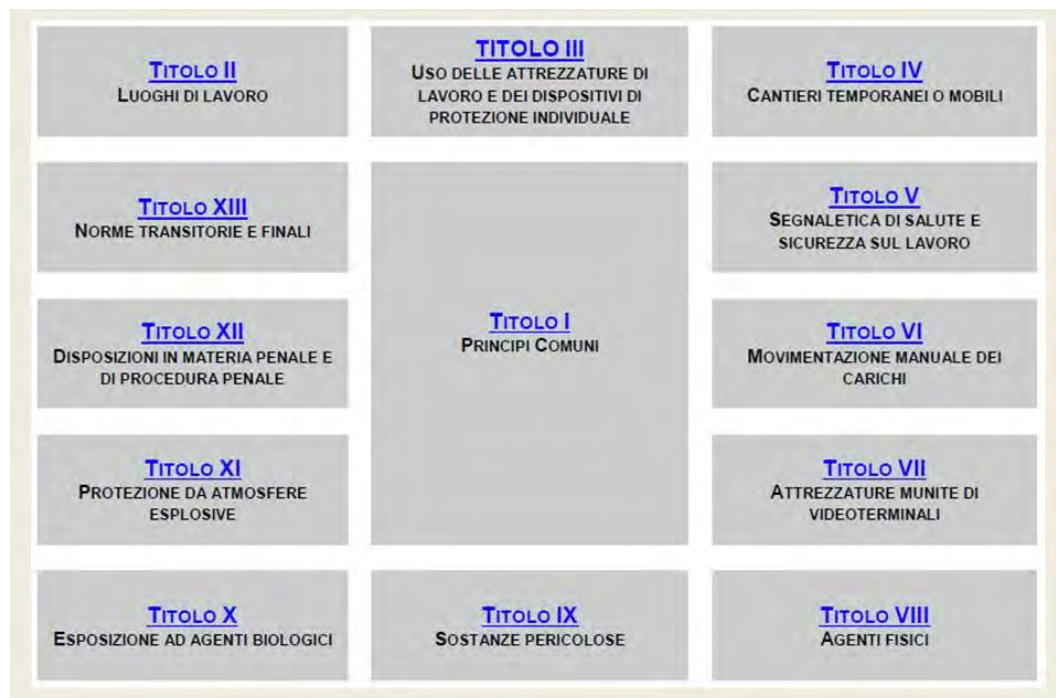 TITOLO II
LUOGHI DI LAVORO
TITOLO III
USO DELLE ATTREZZATURE DI
LAVORO E DEI DISPOSITIVI DI
PROTEZIONE INDIVIDUALE
TITOLO IV
CANTIERI TEMPORANEI O MOBILI
TITOLO XIII
NORME TRANSITORIE E FINALI
TITOLO I
PRINCIPI COMUNI
TITOLO V
SEGNALETICA DI SALUTE E
SICUREZZA SUL LAVORO
TITOLO XII
DISPOSIZIONI IN MATERIA PENALE E
DI PROCEDURA PENALE
TITOLO VI
MOVIMENTAZIONE MANUALE DEI
CARICHI
TITOLO XI
PROTEZIONE DA ATMOSFERE
ESPLOSIVE
TITOLO VII
ATTREZZATURE MUNITE DI
VIDEOTERMINALI
TITOLO X
ESPOSIZIONE AD AGENTI BIOLOGICI
TITOLO IX
SOSTANZE PERICOLOSE
TITOLO VIII
AGENTI FISICI